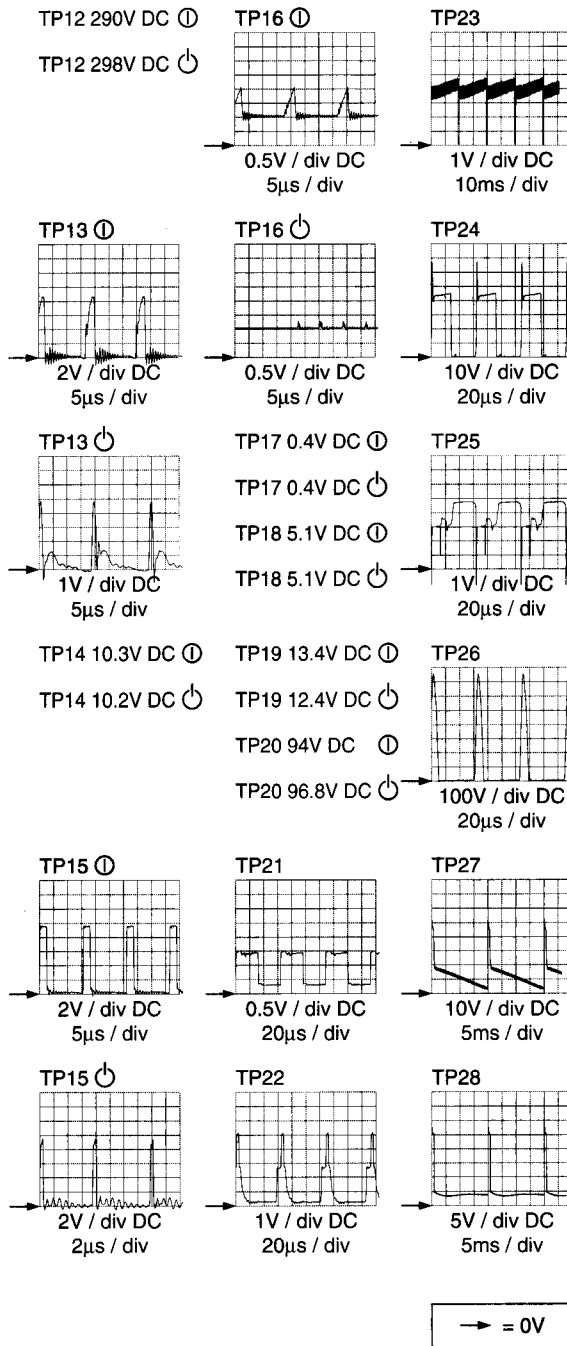 TP12 290V DC ⏼
TP12 298V DC ⏻
TP16 ⏼
0.5V / div DC
5µs / div
TP23
1V / div DC
10ms / div
TP13 ⏼
2V / div DC
5µs / div
TP16 ⏻
0.5V / div DC
5µs / div
TP24
10V / div DC
20µs / div
TP13 ⏻
1V / div DC
5µs / div
TP17 0.4V DC ⏼
TP17 0.4V DC ⏻
TP18 5.1V DC ⏼
TP18 5.1V DC ⏻
TP25
1V / div DC
20µs / div
TP14 10.3V DC ⏼
TP14 10.2V DC ⏻
TP19 13.4V DC ⏼
TP19 12.4V DC ⏻
TP20 94V DC ⏼
TP20 96.8V DC ⏻
TP26
100V / div DC
20µs / div
TP15 ⏼
2V / div DC
5µs / div
TP21
0.5V / div DC
20µs / div
TP27
10V / div DC
5ms / div
TP15 ⏻
2V / div DC
2µs / div
TP22
1V / div DC
20µs / div
TP28
5V / div DC
5ms / div
→ = 0V